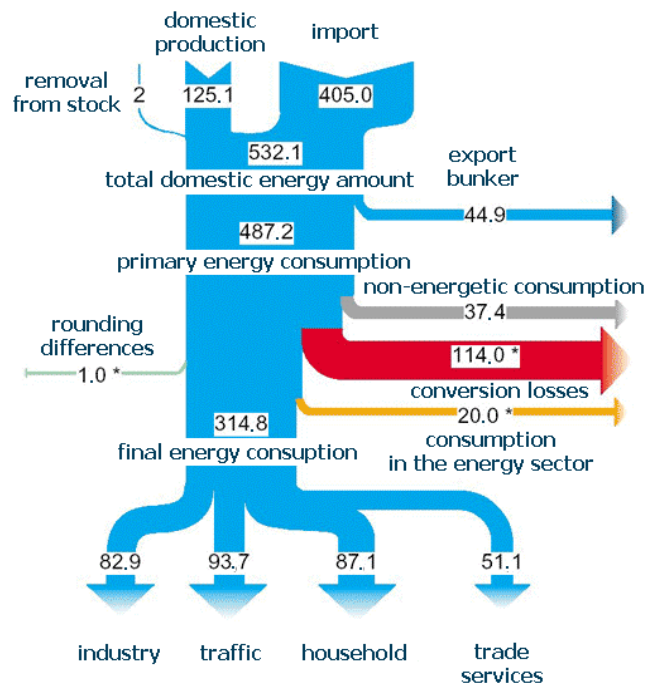 domestic
production
import
removal
from stock
2
125.1
405.0
532.1
total domestic energy amount
export
bunker
44.9
487.2
primary energy consumption
non-energetic consumption
37.4
rounding
differences
1.0 *
114.0 *
conversion losses
20.0 *
314.8
consumption
in the energy sector
final energy consuption
82.9
93.7
87.1
51.1
industry
traffic
household
trade
services